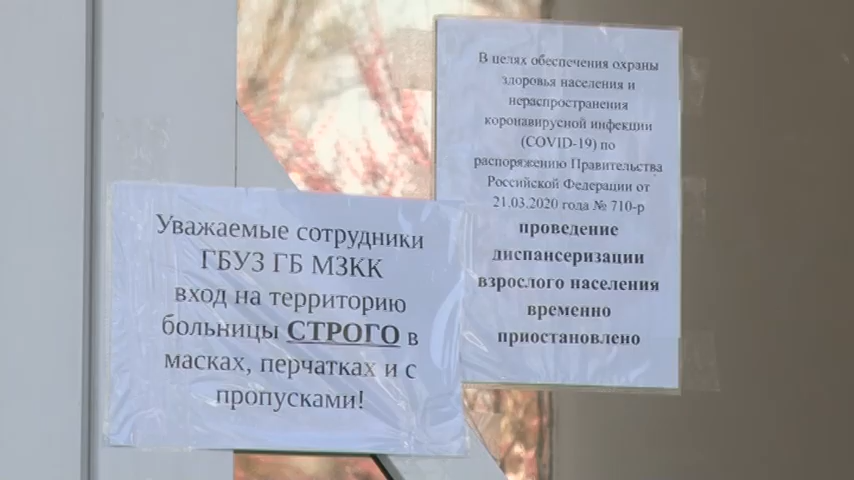 Уважаемые сотрудники
ГБУЗ ГБ МЗКК
вход на территорию
больницы СТРОГО в
масках, перчатках и с
пропусками!
В целях обеспечения охраны
здоровья населения и
нераспространения
коронавирусной инфекции
(COVID-19) по
распоряжению Правительства
Российской Федерации от
21.03.2020 года № 710-р
проведение
диспансеризации
взрослого населения
временно
приостановлено